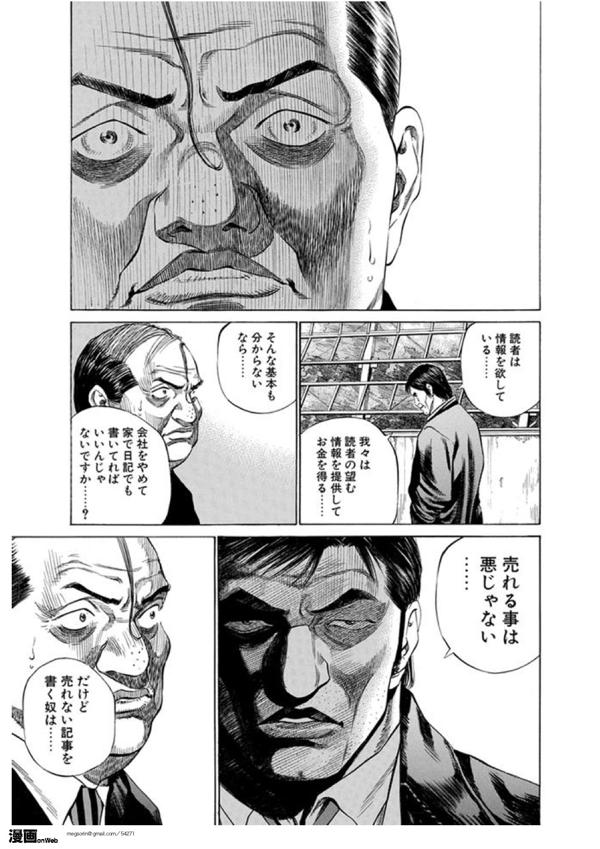 読者は
情報を欲して
いる……
我々は
読者の望む
情報を提供して
お金を得る……
そんな基本も
分からない
なら……
会社をやめて
家で日記でも
書いてれば
いいんじゃ
ないですか……?
売れる事は
悪じゃない
……
だけど
売れない記事を
書く奴は……
漫画onWeb
megaorin@gmail.com/54271